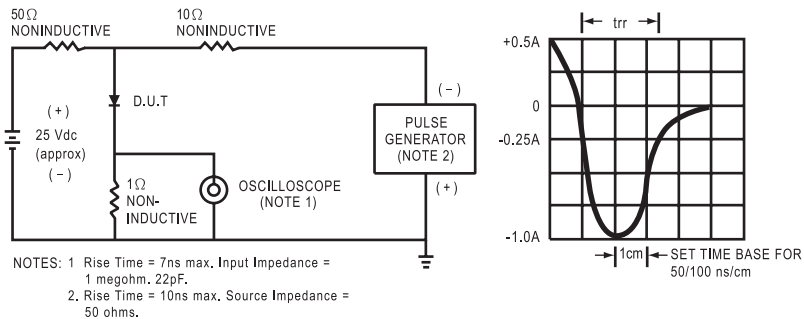 50Ω
NONINDUCTIVE
10Ω
NONINDUCTIVE
D.U.T
(+)
25 Vdc
(approx)
(-)
1Ω
NON-
INDUCTIVE
OSCILLOSCOPE
(NOTE 1)
(-)
PULSE
GENERATOR
(NOTE 2)
(+)
NOTES: 1 Rise Time = 7ns max. Input Impedance =
1 megohm. 22pF.
2. Rise Time = 10ns max. Source Impedance =
50 ohms.
trr
+0.5A
0
-0.25A
-1.0A
1cm
SET TIME BASE FOR
50/100 ns/cm